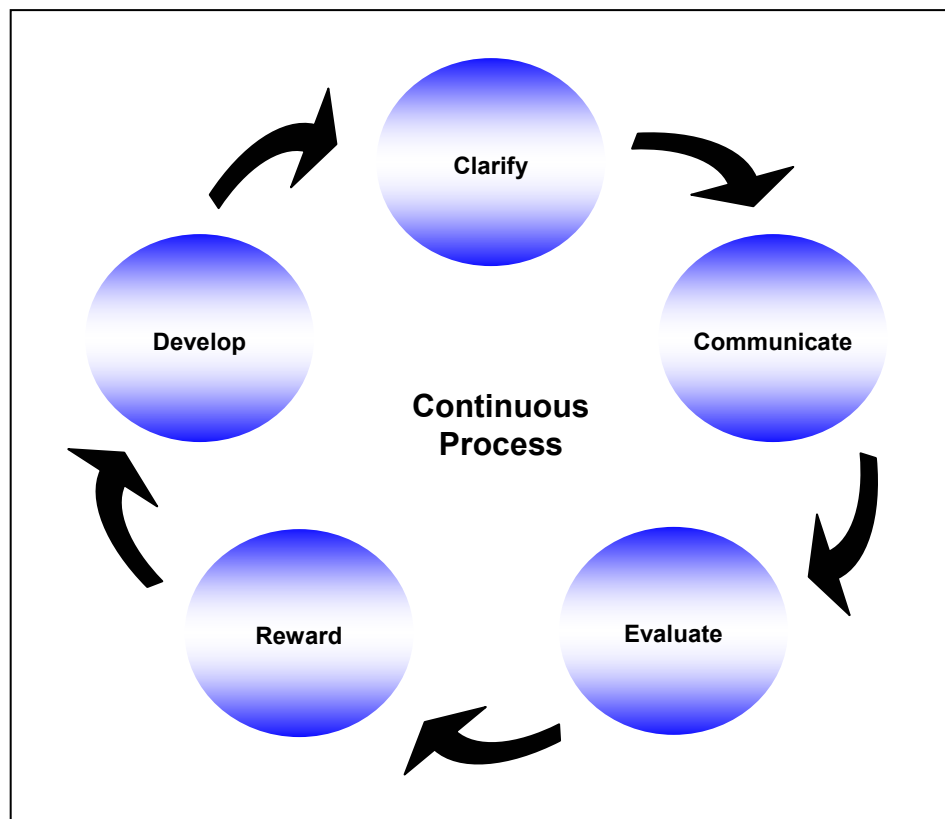 Clarify
Communicate
Evaluate
Reward
Develop
Continuous
Process